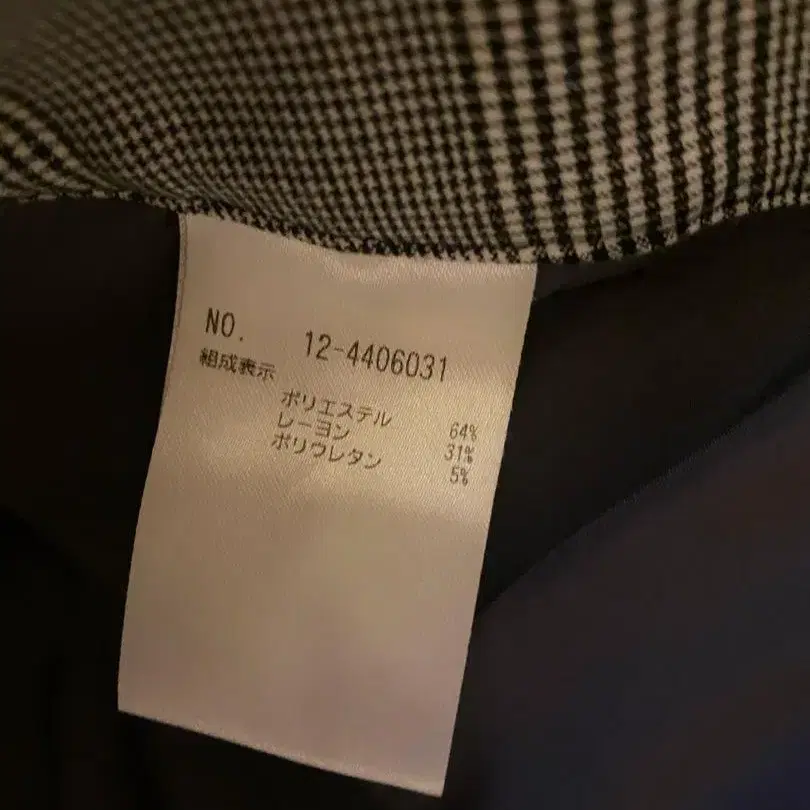 NO. 12-4406031
組成表示
ポリエステル 64%
レーヨン 31%
ポリウレタン 5%